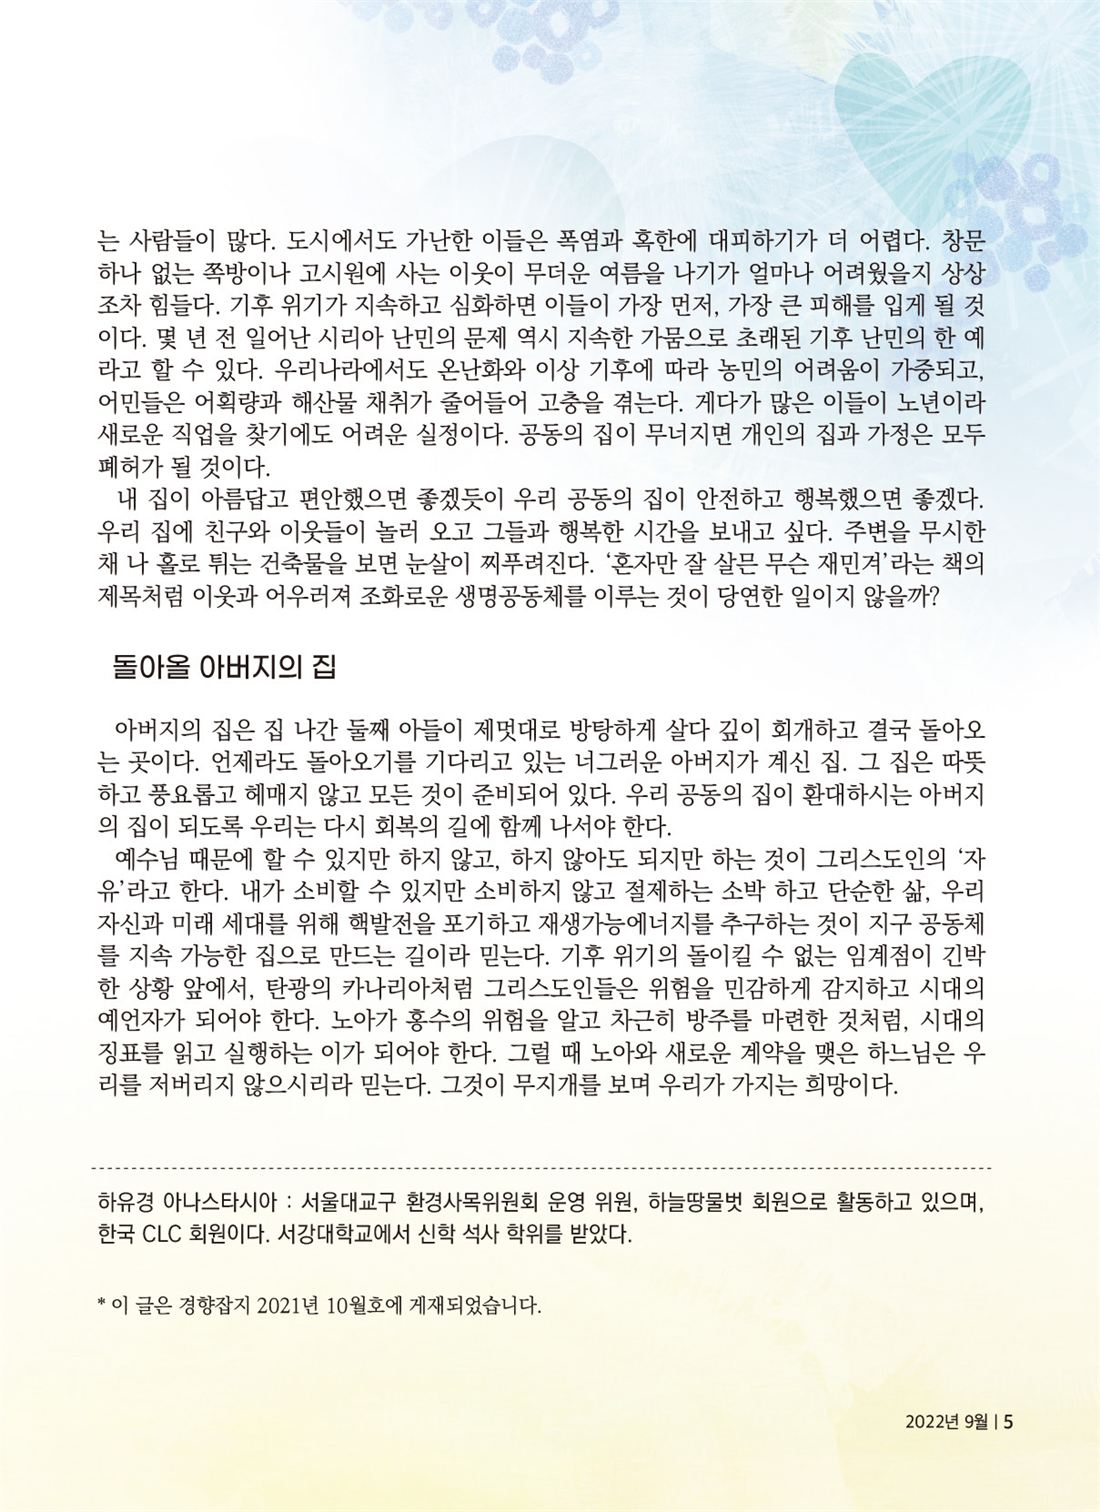 는 사람들이 많다. 도시에서도 가난한 이들은 폭염과 혹한에 대피하기가 더 어렵다. 창문
하나 없는 쪽방이나 고시원에 사는 이웃이 무더운 여름을 나기가 얼마나 어려웠을지 상상
조차 힘들다. 기후 위기가 지속하고 심화하면 이들이 가장 먼저, 가장 큰 피해를 입게 될 것
이다. 몇 년 전 일어난 시리아 난민의 문제 역시 지속한 가뭄으로 초래된 기후 난민의 한 예
라고 할 수 있다. 우리나라에서도 온난화와 이상 기후에 따라 농민의 어려움이 가중되고,
어민들은 어획량과 해산물 채취가 줄어들어 고충을 겪는다. 게다가 많은 이들이 노년이라
새로운 직업을 찾기에도 어려운 실정이다. 공동의 집이 무너지면 개인의 집과 가정은 모두
폐허가 될 것이다.
내 집이 아름답고 편안했으면 좋겠듯이 우리 공동의 집이 안전하고 행복했으면 좋겠다.
우리 집에 친구와 이웃들이 놀러 오고 그들과 행복한 시간을 보내고 싶다. 주변을 무시한
채 나 홀로 튀는 건축물을 보면 눈살이 찌푸려진다. ‘혼자만 잘 살믄 무슨 재민겨’라는 책의
제목처럼 이웃과 어우러져 조화로운 생명공동체를 이루는 것이 당연한 일이지 않을까?
돌아올 아버지의 집
아버지의 집은 집 나간 둘째 아들이 제멋대로 방탕하게 살다 깊이 회개하고 결국 돌아오
는 곳이다. 언제라도 돌아오기를 기다리고 있는 너그러운 아버지가 계신 집. 그 집은 따뜻
하고 풍요롭고 헤매지 않고 모든 것이 준비되어 있다. 우리 공동의 집이 환대하시는 아버지
의 집이 되도록 우리는 다시 회복의 길에 함께 나서야 한다.
예수님 때문에 할 수 있지만 하지 않고, 하지 않아도 되지만 하는 것이 그리스도인의 ‘자
유’라고 한다. 내가 소비할 수 있지만 소비하지 않고 절제하는 소박 하고 단순한 삶, 우리
자신과 미래 세대를 위해 핵발전을 포기하고 재생가능에너지를 추구하는 것이 지구 공동체
를 지속 가능한 집으로 만드는 길이라 믿는다. 기후 위기의 돌이킬 수 없는 임계점이 긴박
한 상황 앞에서, 탄광의 카나리아처럼 그리스도인들은 위험을 민감하게 감지하고 시대의
예언자가 되어야 한다. 노아가 홍수의 위험을 알고 차근히 방주를 마련한 것처럼, 시대의
징표를 읽고 실행하는 이가 되어야 한다. 그럴 때 노아와 새로운 계약을 맺은 하느님은 우
리를 저버리지 않으시리라 믿는다. 그것이 무지개를 보며 우리가 가지는 희망이다.
하유경 아나스타시아 : 서울대교구 환경사목위원회 운영 위원, 하늘땅물벗 회원으로 활동하고 있으며,
한국 CLC 회원이다. 서강대학교에서 신학 석사 학위를 받았다.
* 이 글은 경향잡지 2021년 10월호에 게재되었습니다.
2022년 9월 | 5